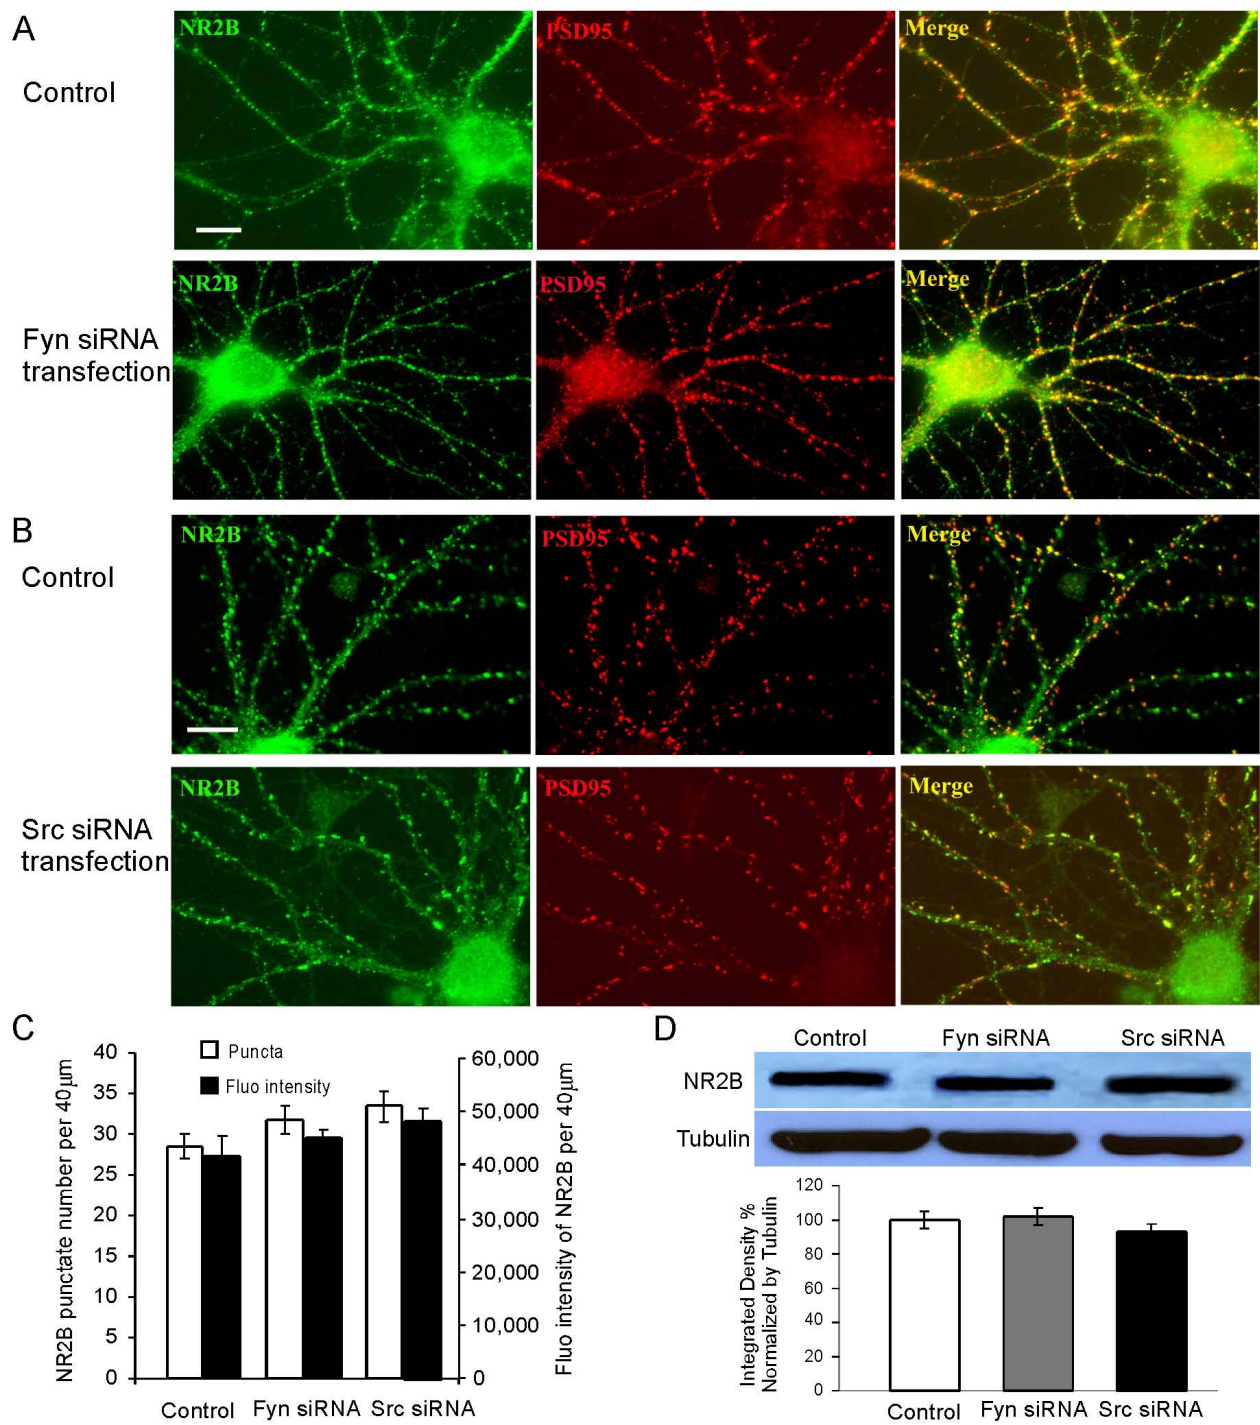 A
Control
NR2B
PSD95
Merge
Fyn siRNA
transfection
NR2B
PSD95
Merge
B
Control
NR2B
PSD95
Merge
Src siRNA
transfection
NR2B
PSD95
Merge
C
NR2B punctate number per 40μm
40
35
30
25
20
15
10
5
0
Puncta
Fluo intensity
60,000
50,000
40,000
30,000
20,000
10,000
0
Fluo intensity of NR2B per 40μm
Control
Fyn siRNA
Src siRNA
D
Control
Fyn siRNA
Src siRNA
NR2B
Tubulin
Integrated Density %
Normalized by Tubulin
120
100
80
60
40
20
0
Control
Fyn siRNA
Src siRNA